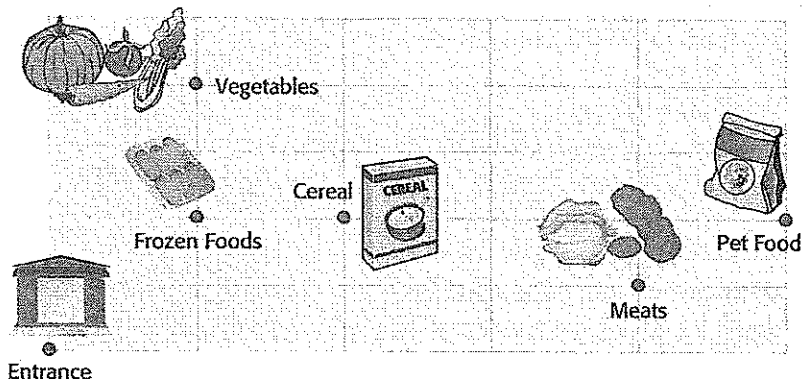 Vegetables
Cereal
CEREAL
Frozen Foods
Pet Food
Meats
Entrance